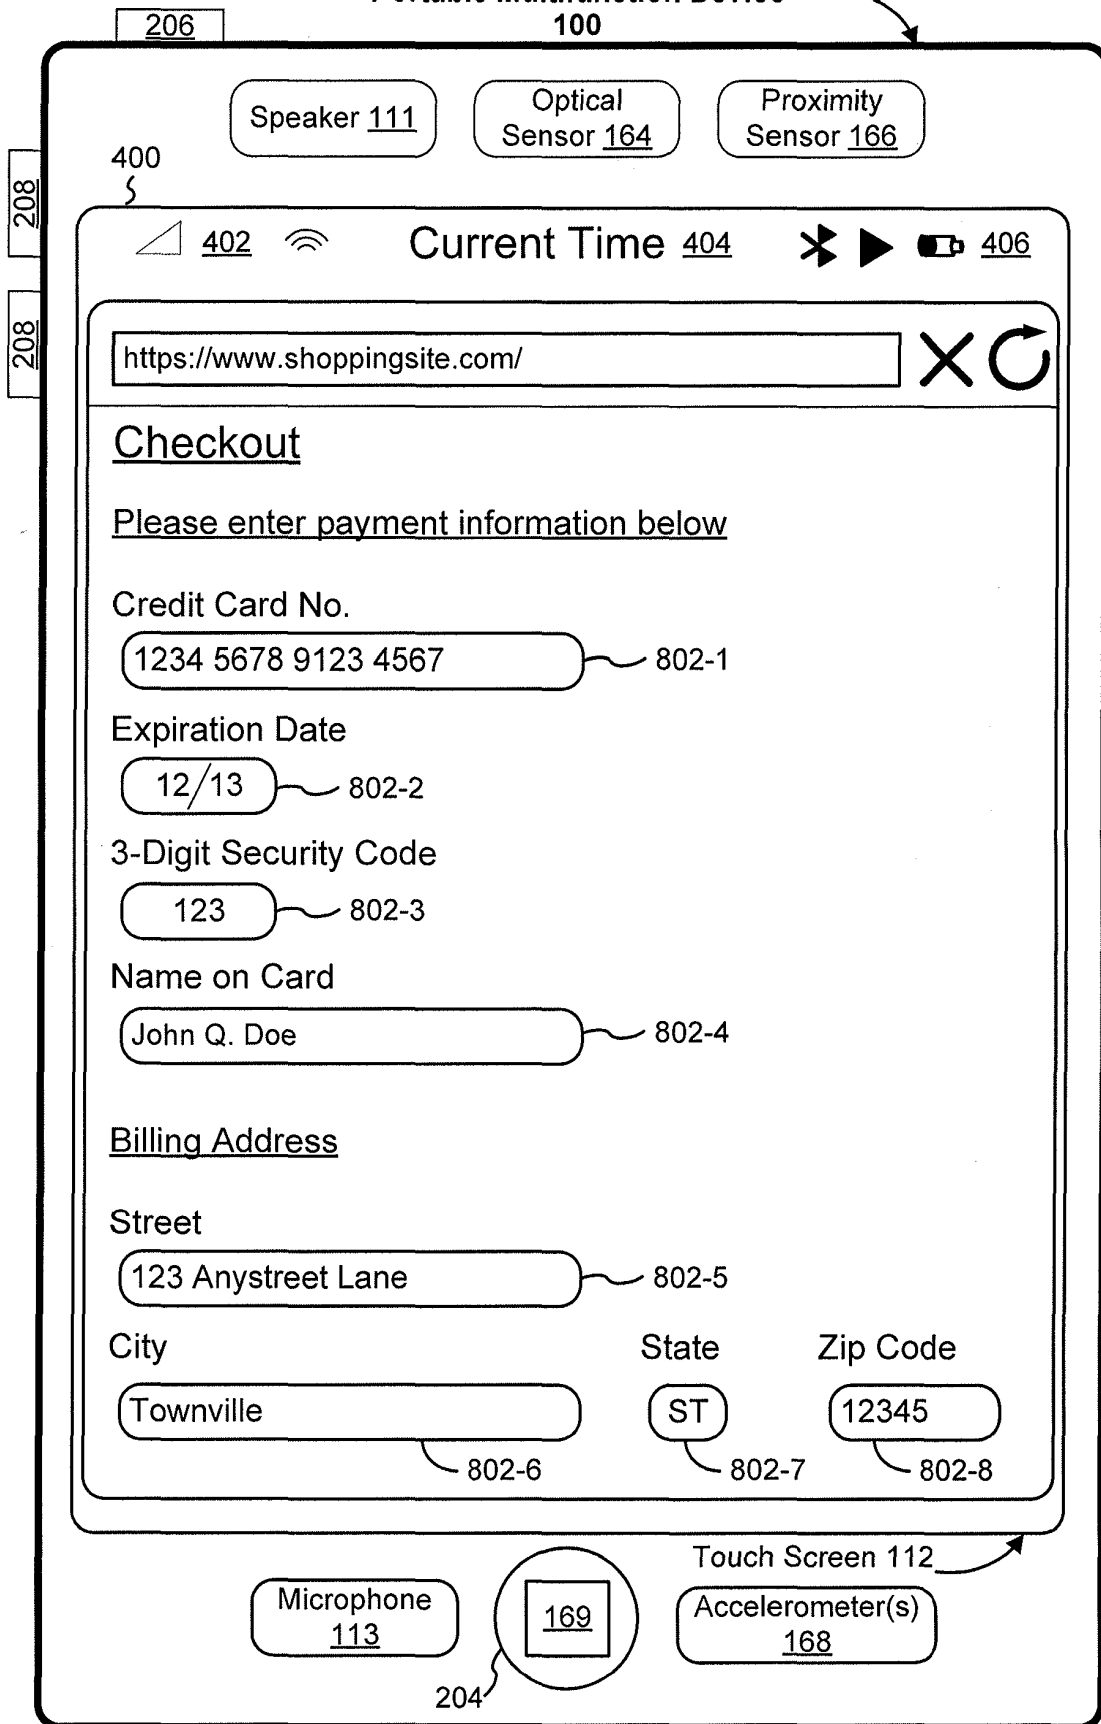 Portable Multifunction Device
100
206
Speaker 111
Optical
Sensor 164
Proximity
Sensor 166
400
208
402 Current Time 404 406
208
https://www.shoppingsite.com/
Checkout
Please enter payment information below
Credit Card No.
1234 5678 9123 4567 802-1
Expiration Date
12/13 802-2
3-Digit Security Code
123 802-3
Name on Card
John Q. Doe 802-4
Billing Address
Street
123 Anystreet Lane 802-5
City State Zip Code
Townville ST 12345
802-6 802-7 802-8
Touch Screen 112
Microphone
113
169
Accelerometer(s)
168
204